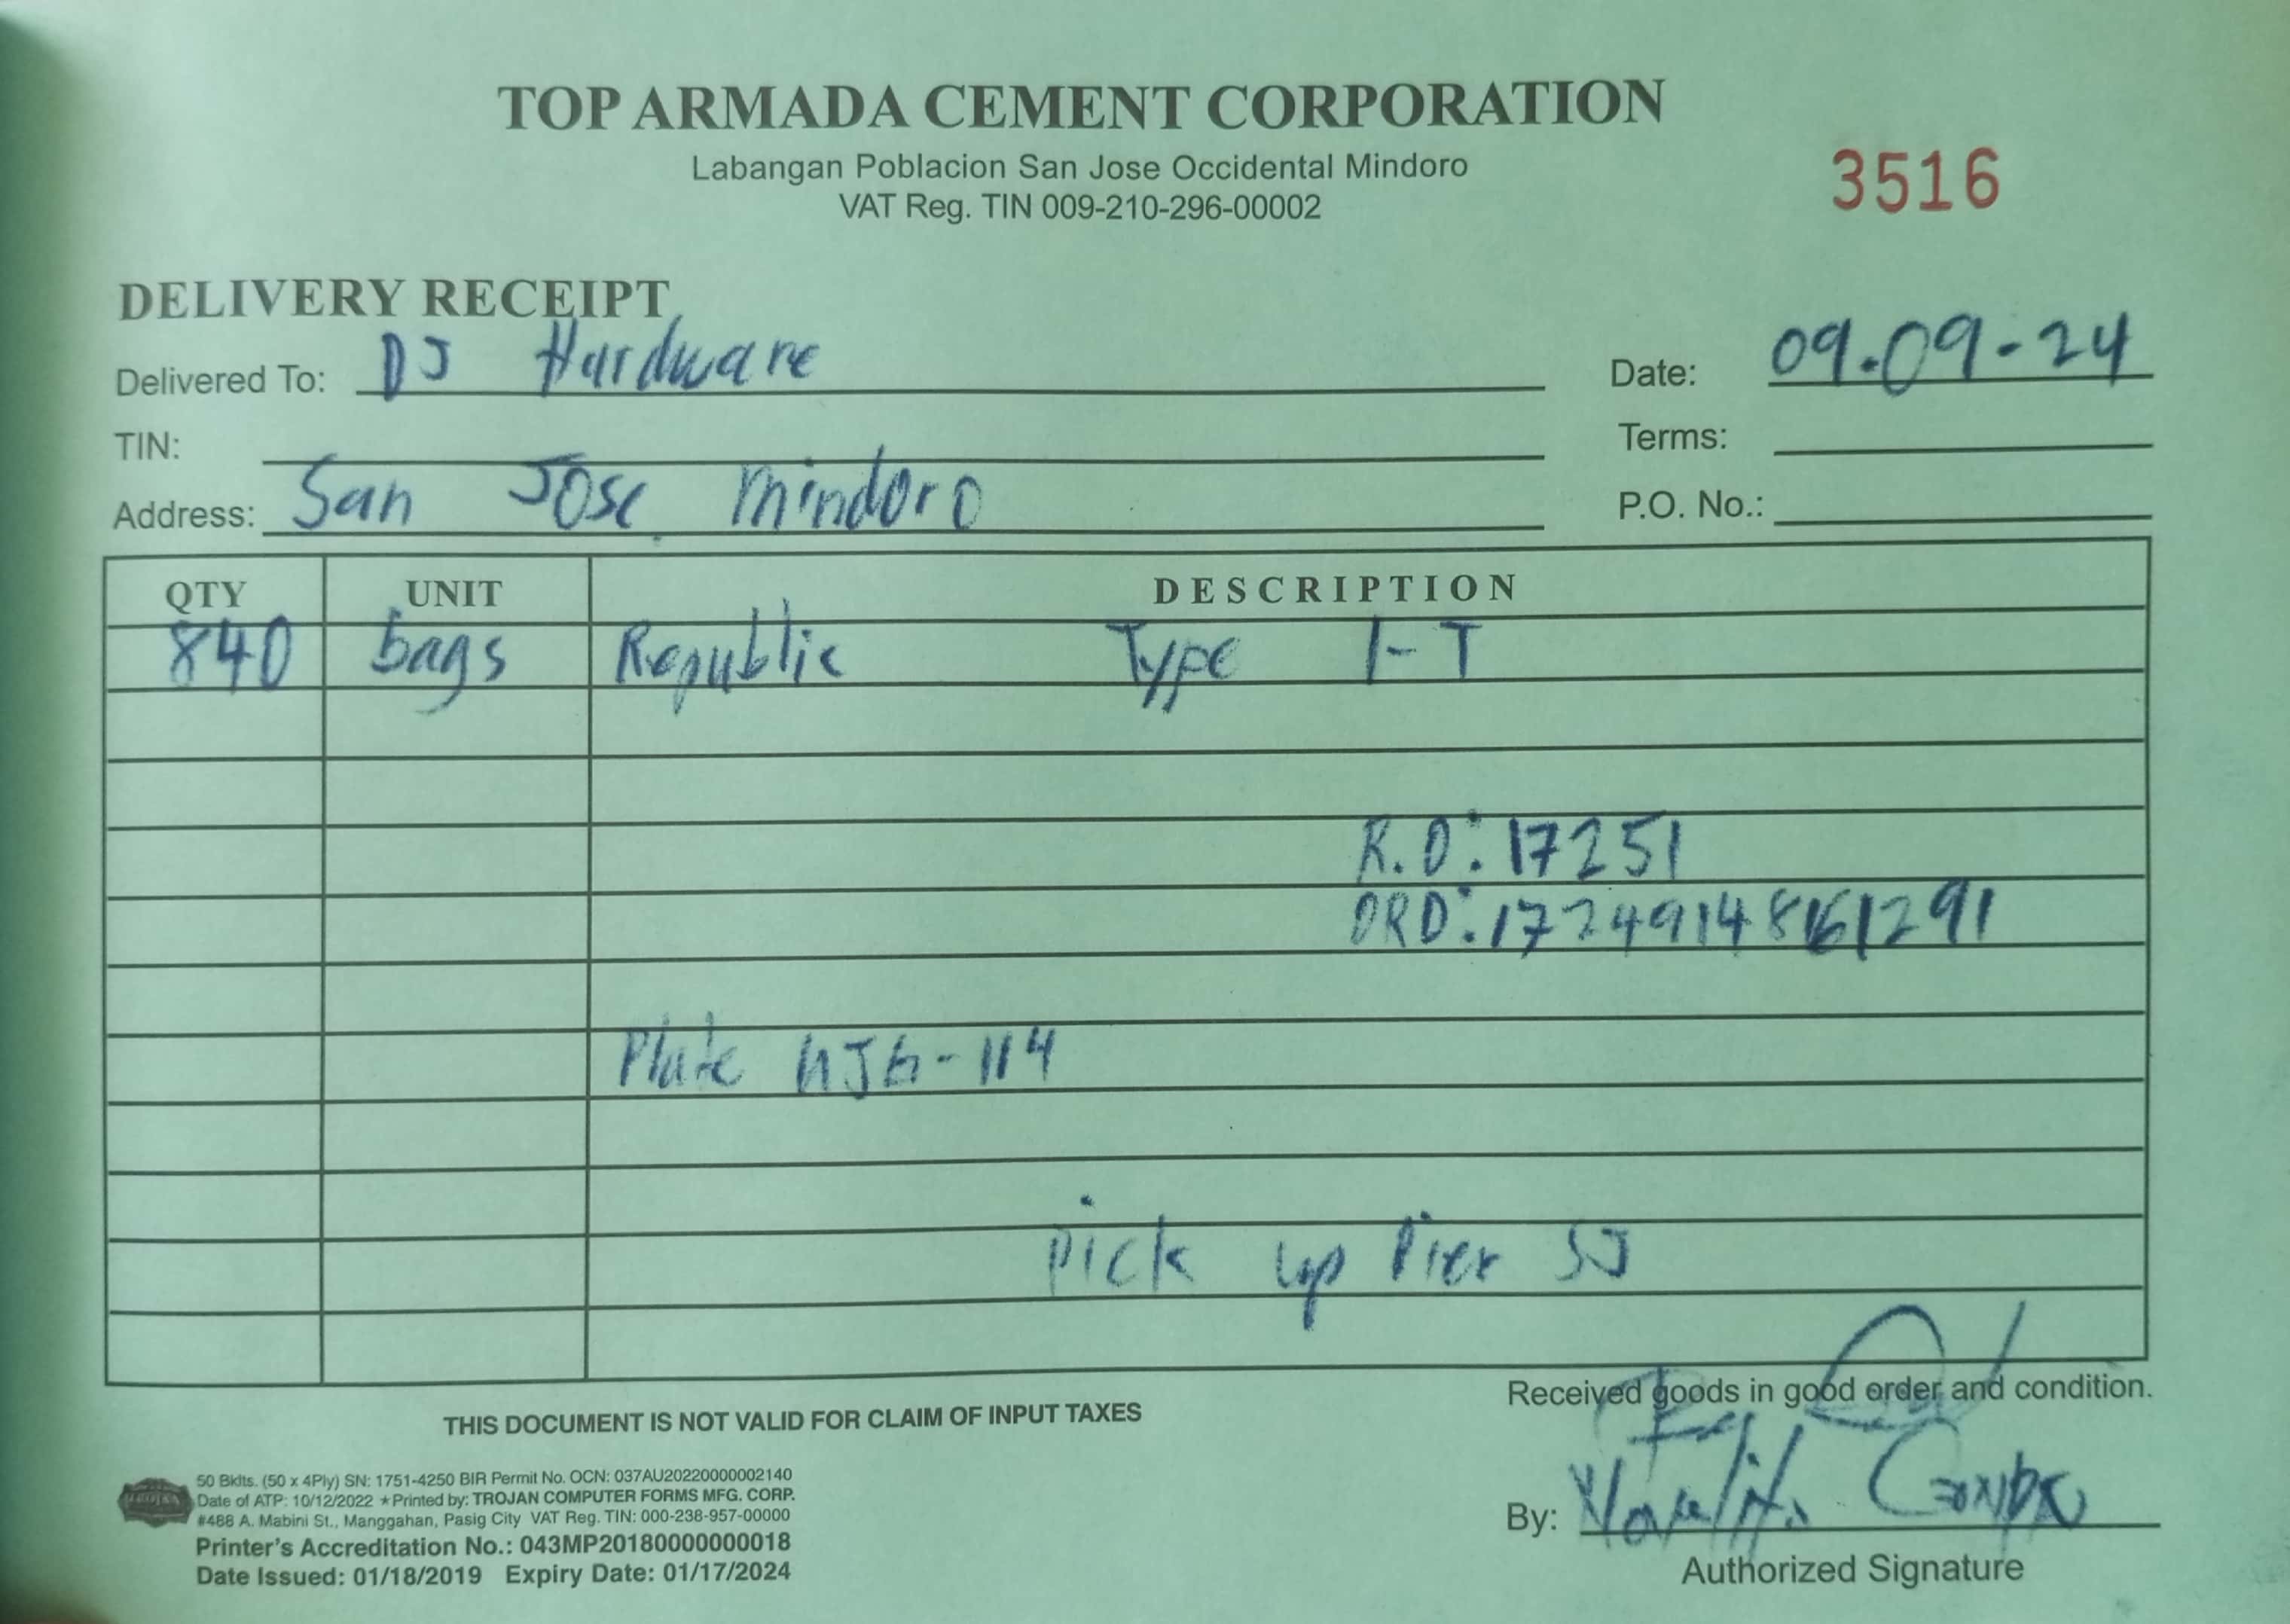 TOP ARMADA CEMENT CORPORATION
Labangan Poblacion San Jose Occidental Mindoro
VAT Reg. TIN 009-210-296-00002
3516
DELIVERY RECEIPT
Delivered To: DJ Hardware
Date: 09-09-24
TIN:
Terms:
Address: San Jose Mindoro
P.O. No.:
QTY UNIT DESCRIPTION
840 bags Republic Type 1-T
R.O: 17251
ORD: 17249148161291
Plate
pick up Pier SJ
Received goods in good order and condition.
THIS DOCUMENT IS NOT VALID FOR CLAIM OF INPUT TAXES
50 Bklts. (50 x 4Ply) SN: 1751-4250 BIR Permit No. OCN: 037AU20220000002140
Date of ATP: 10/12/2022 ★Printed by: TROJAN COMPUTER FORMS MFG. CORP.
#488 A. Mabini St., Manggahan, Pasig City VAT Reg. TIN: 000-238-957-00000
Printer's Accreditation No.: 043MP20180000000018
Date Issued: 01/18/2019 Expiry Date: 01/17/2024
By:
Authorized Signature